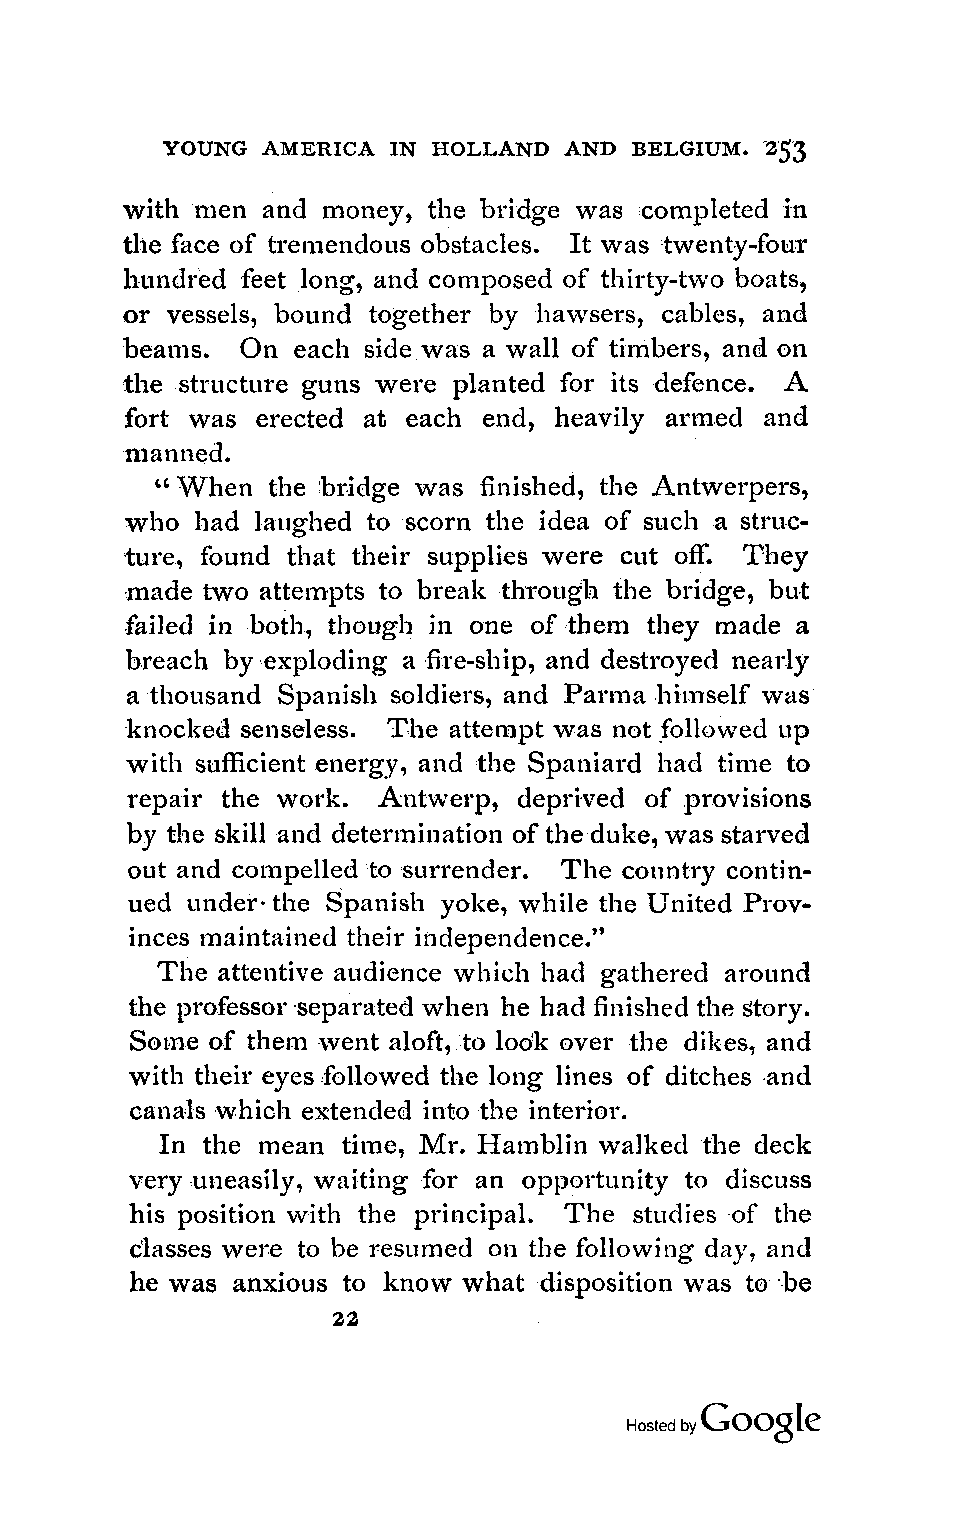 YOUNG AMERICA IN HOLLAND AND BELGIUM. 253
with men and money, the bridge was completed in
the face of tremendous obstacles. It was twenty-four
hundred feet long, and composed of thirty-two boats,
or vessels, bound together by hawsers, cables, and
beams. On each side was a wall of timbers, and on
the structure guns were planted for its defence. A
fort was erected at each end, heavily armed and
manned.
“When the bridge was finished, the Antwerpers,
who had laughed to scorn the idea of such a struc-
ture, found that their supplies were cut off. They
made two attempts to break through the bridge, but
failed in both, though in one of them they made a
breach by exploding a fire-ship, and destroyed nearly
a thousand Spanish soldiers, and Parma himself was
knocked senseless. The attempt was not followed up
with sufficient energy, and the Spaniard had time to
repair the work. Antwerp, deprived of provisions
by the skill and determination of the duke, was starved
out and compelled to surrender. The country contin-
ued under the Spanish yoke, while the United Prov-
inces maintained their independence.”
The attentive audience which had gathered around
the professor separated when he had finished the story.
Some of them went aloft, to look over the dikes, and
with their eyes followed the long lines of ditches and
canals which extended into the interior.
In the mean time, Mr. Hamblin walked the deck
very uneasily, waiting for an opportunity to discuss
his position with the principal. The studies of the
classes were to be resumed on the following day, and
he was anxious to know what disposition was to be
22
Hosted by Google